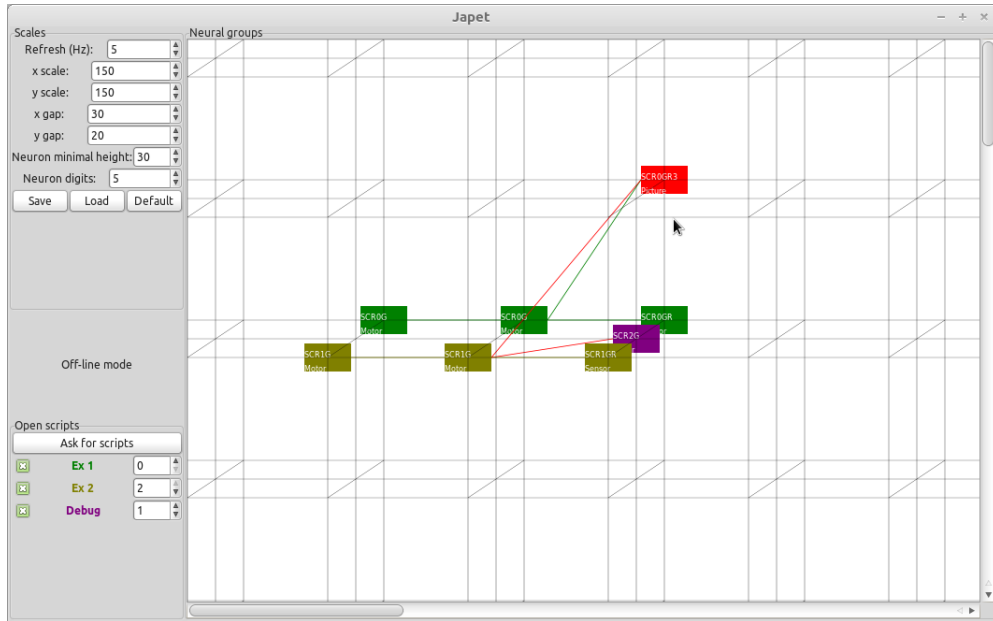 Japet
Scales
Refresh (Hz): 5
x scale: 150
y scale: 150
x gap: 30
y gap: 20
Neuron minimal height: 30
Neuron digits: 5
Save Load Default
Off-line mode
Open scripts
Ask for scripts
Ex 1 0
Ex 2 2
Debug 1
Neural groups
SCR0GR3
Picture
SCR0G
Motor
SCR0G
Motor
SCR0GR
SCR2G
SCR1G
Motor
SCR1G
Motor
SCR1GR
Sensor